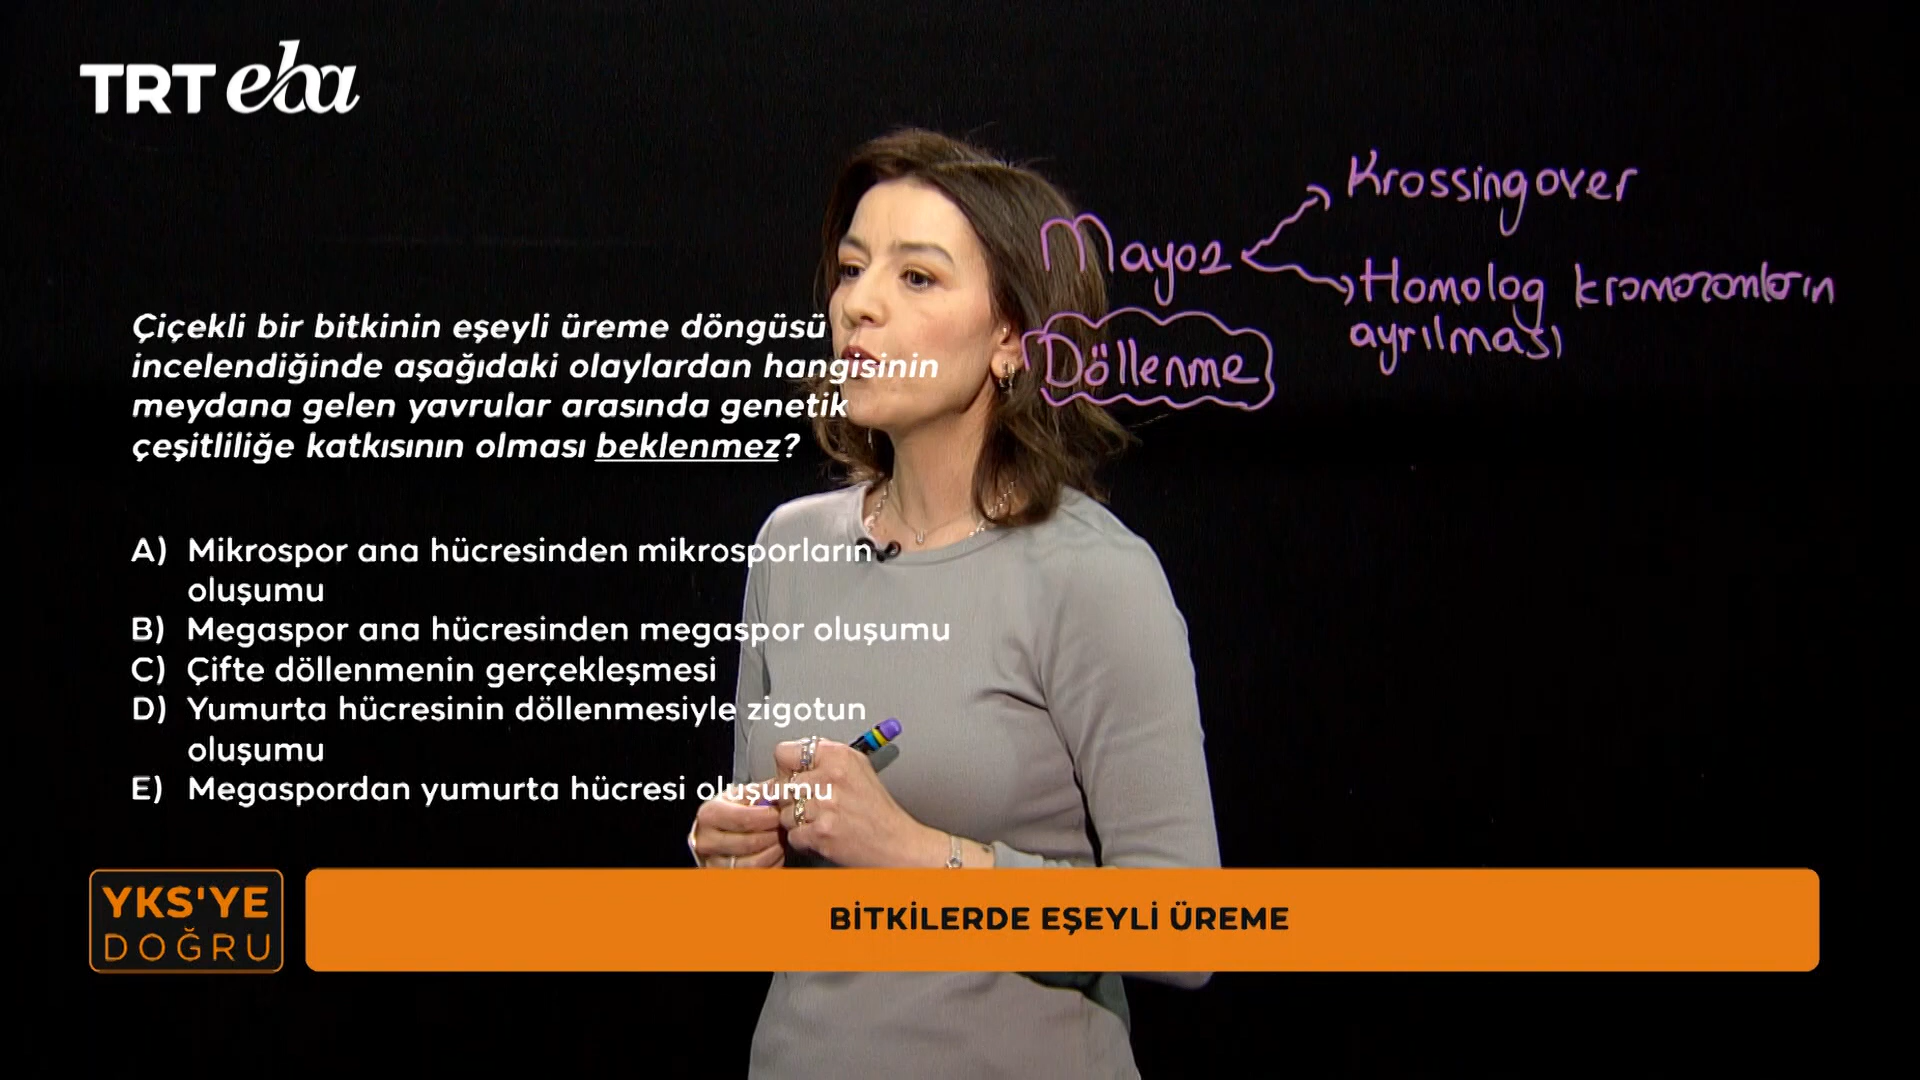 TRT eba
Krossingover
Mayoz
Homolog kromozomların
ayrılması
Döllenme
Çiçekli bir bitkinin eşeyli üreme döngüsü
incelendiğinde aşağıdaki olaylardan hangisinin
meydana gelen yavrular arasında genetik
çeşitliliğe katkısının olması beklenmez?
A) Mikrospor ana hücresinden mikrosporların
oluşumu
B) Megaspor ana hücresinden megaspor oluşumu
C) Çifte döllenmenin gerçekleşmesi
D) Yumurta hücresinin döllenmesiyle zigotun
oluşumu
E) Megaspordan yumurta hücresi oluşumu
YKS'YE
DOĞRU
BİTKİLERDE EŞEYLİ ÜREME